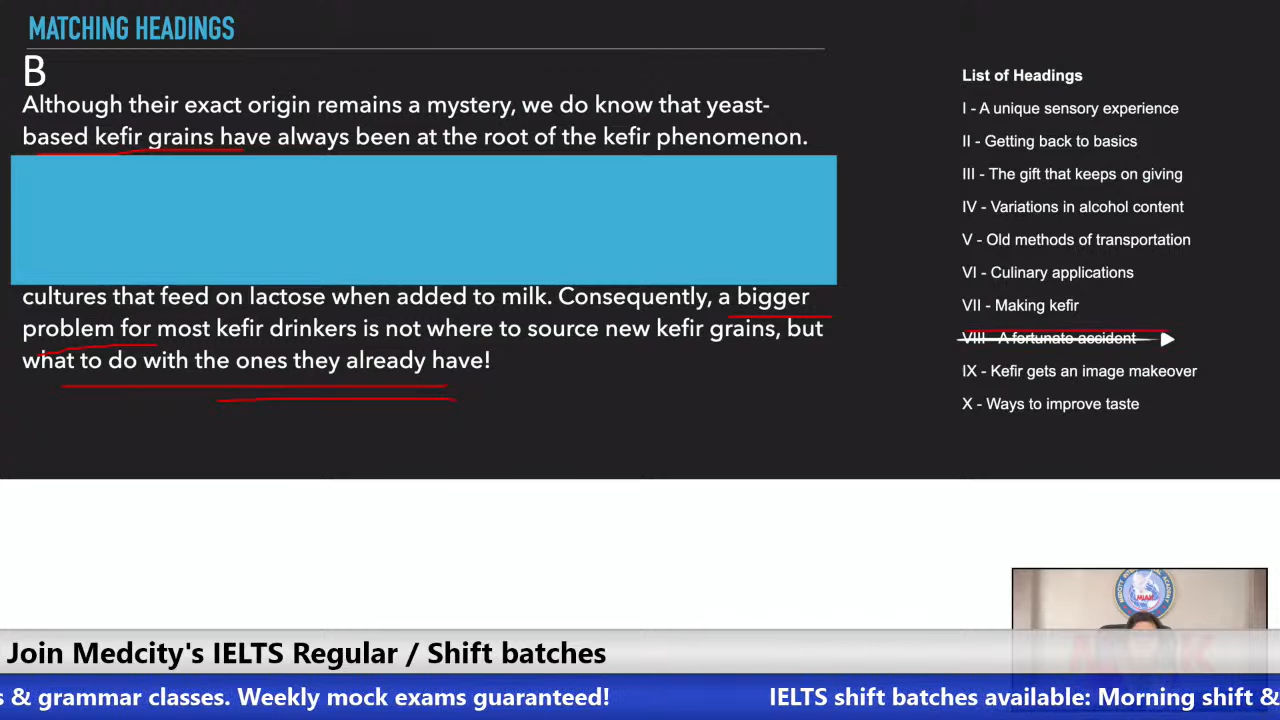 MATCHING HEADINGS
B
Although their exact origin remains a mystery, we do know that yeast-
based kefir grains have always been at the root of the kefir phenomenon.
cultures that feed on lactose when added to milk. Consequently, a bigger
problem for most kefir drinkers is not where to source new kefir grains, but
what to do with the ones they already have!
List of Headings
I - A unique sensory experience
II - Getting back to basics
III - The gift that keeps on giving
IV - Variations in alcohol content
V - Old methods of transportation
VI - Culinary applications
VII - Making kefir
VIII - A fortunate accident
IX - Kefir gets an image makeover
X - Ways to improve taste
MIAK
Join Medcity's IELTS Regular / Shift batches
s & grammar classes. Weekly mock exams guaranteed! IELTS shift batches available: Morning shift &